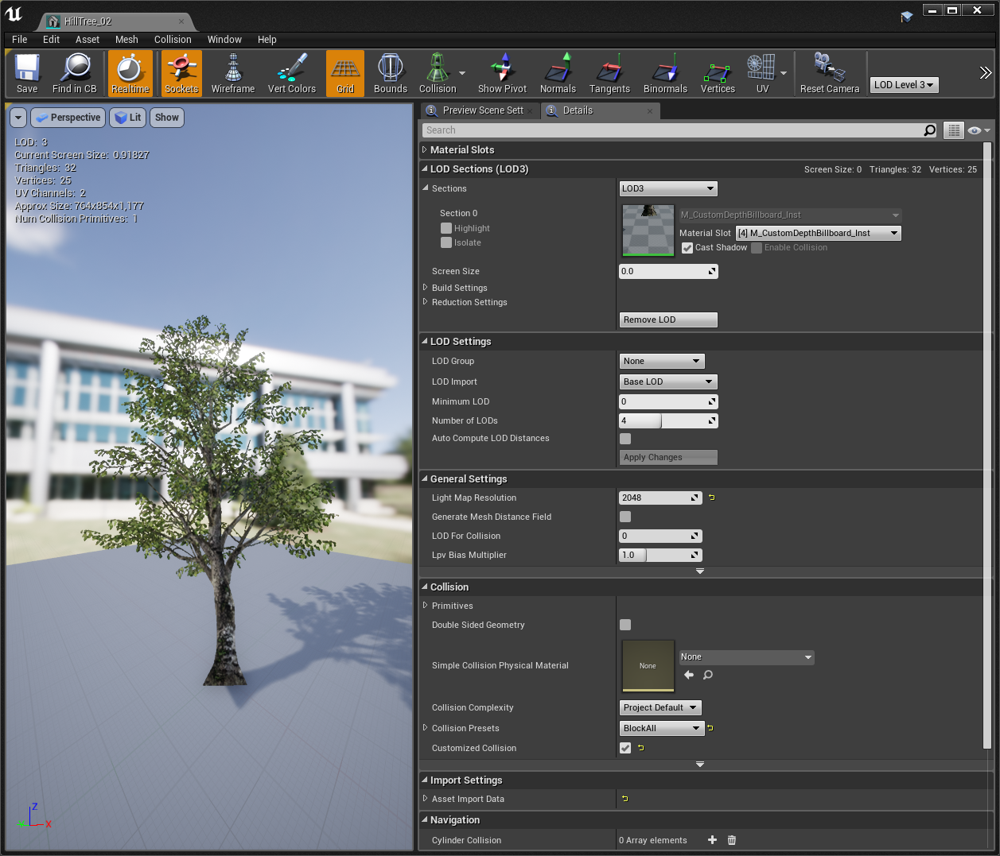 HillTree_02
File Edit Asset Mesh Collision Window Help
Save Find in CB Realtime Sockets Wireframe Vert Colors Grid Bounds Collision Show Pivot Normals Tangents Binormals Vertices UV Reset Camera LOD Level 3
Perspective Lit Show
LOD: 3
Current Screen Size: 0.91827
Triangles: 32
Vertices: 25
UV Channels: 2
Approx Size: 764x854x1,177
Num Collision Primitives: 1
Z
Y
X
Preview Scene Sett Details
Search
Material Slots
LOD Sections (LOD3) Screen Size: 0 Triangles: 32 Vertices: 25
Sections LOD3
Section 0
Highlight
Isolate
M_CustomDepthBillboard_Inst
Material Slot [4] M_CustomDepthBillboard_Inst
Cast Shadow Enable Collision
Screen Size 0.0
Build Settings
Reduction Settings
Remove LOD
LOD Settings
LOD Group None
LOD Import Base LOD
Minimum LOD 0
Number of LODs 4
Auto Compute LOD Distances
Apply Changes
General Settings
Light Map Resolution 2048
Generate Mesh Distance Field
LOD For Collision 0
Lpv Bias Multiplier 1.0
Collision
Primitives
Double Sided Geometry
Simple Collision Physical Material None None
Collision Complexity Project Default
Collision Presets BlockAll
Customized Collision
Import Settings
Asset Import Data
Navigation
Cylinder Collision 0 Array elements